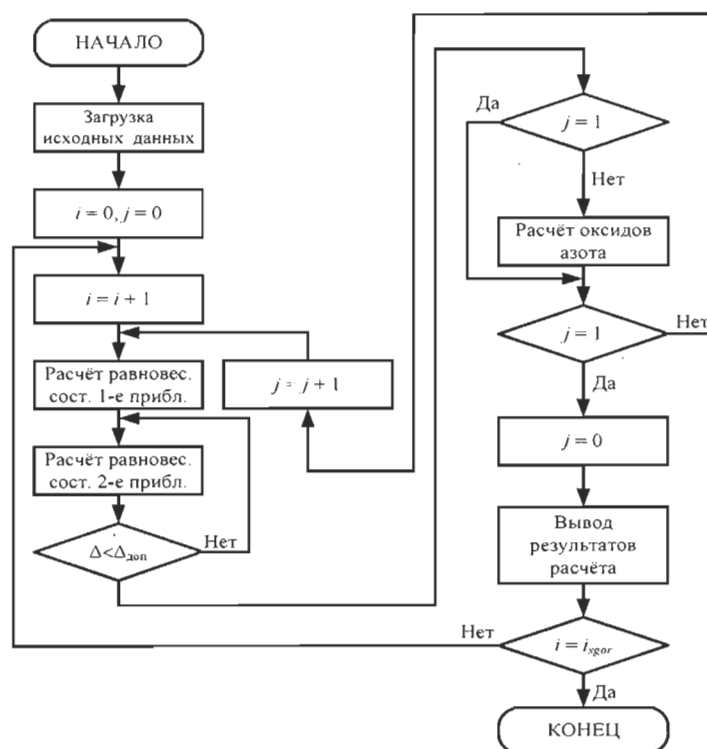 НАЧАЛО
Загрузка
исходных данных
i = 0, j = 0
i = i + 1
Расчёт равновес.
сост. 1-е прибл.
j = j + 1
Расчёт равновес.
сост. 2-е прибл.
Δ<Δдоп
Нет
j = 1
Да
Нет
Расчёт оксидов
азота
j = 1
Нет
Да
j = 0
Вывод
результатов
расчёта
i = isgor
Нет
Да
КОНЕЦ